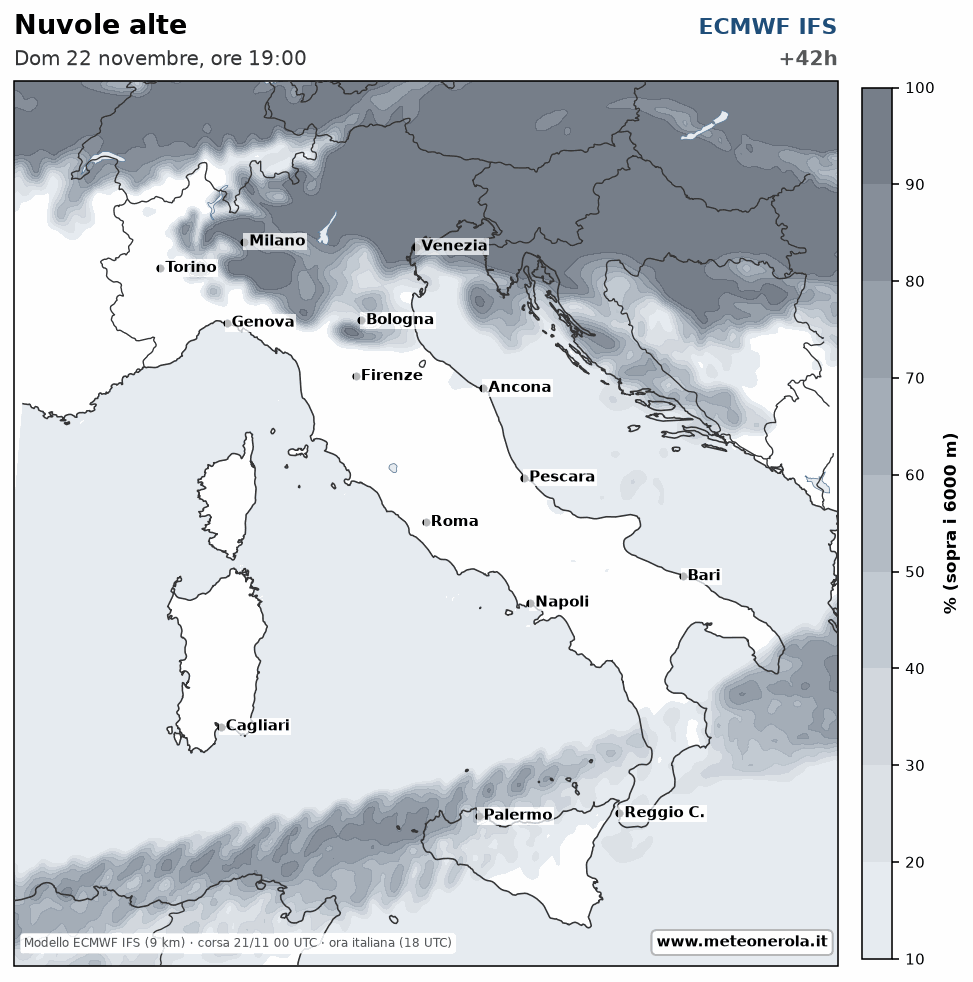 Nuvole alte
ECMWF IFS
Dom 22 novembre, ore 19:00
+42h
Milano
Venezia
Torino
Genova
Bologna
Firenze
Ancona
Pescara
Roma
Bari
Napoli
Cagliari
Palermo
Reggio C.
Modello ECMWF IFS (9 km) · corsa 21/11 00 UTC · ora italiana (18 UTC)
www.meteonerola.it
100
90
80
70
60
50
40
30
20
10
% (sopra i 6000 m)